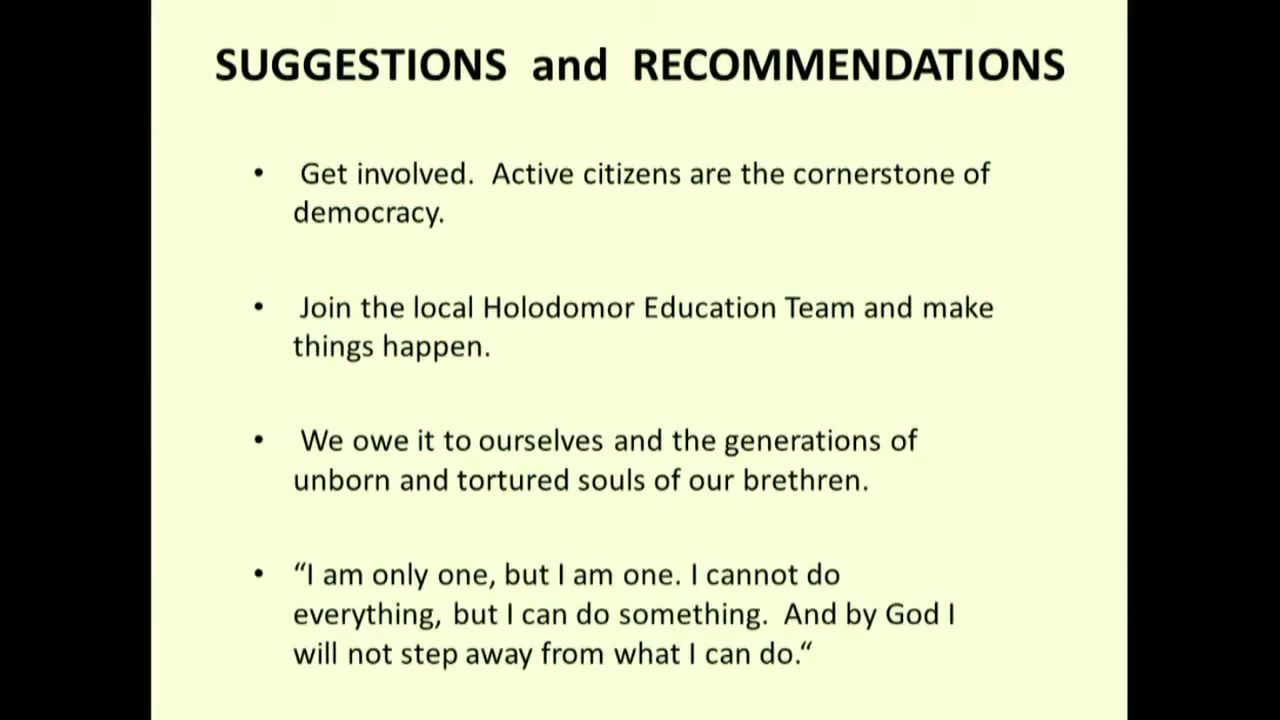 SUGGESTIONS and RECOMMENDATIONS
• Get involved. Active citizens are the cornerstone of
democracy.
• Join the local Holodomor Education Team and make
things happen.
• We owe it to ourselves and the generations of
unborn and tortured souls of our brethren.
• “I am only one, but I am one. I cannot do
everything, but I can do something. And by God I
will not step away from what I can do.“